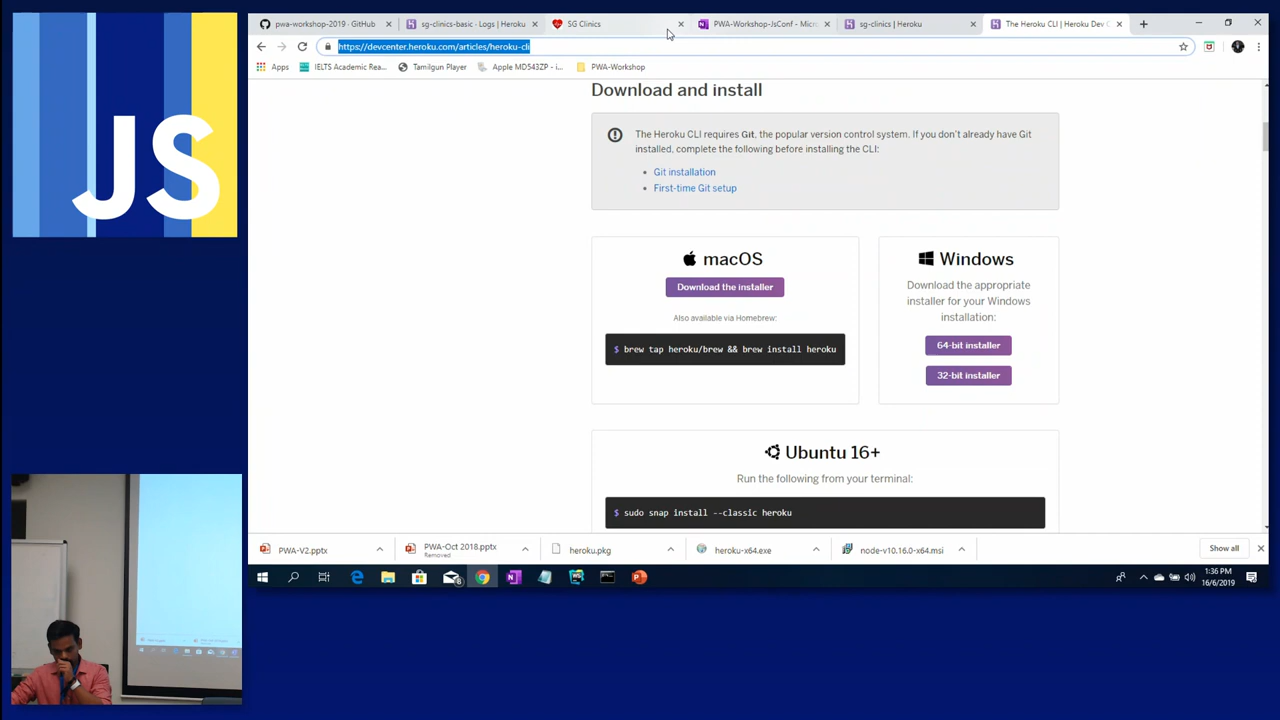 JS
pwa-workshop-2019 · GitHub
sg-clinics-basic - Logs | Heroku
SG Clinics
PWA-Workshop-JsConf - Micr
sg-clinics | Heroku
The Heroku CLI | Heroku Dev C
https://devcenter.heroku.com/articles/heroku-cli
Apps
IELTS Academic Rea...
Tamilgun Player
Apple MD543ZP - i...
PWA-Workshop
Download and install
The Heroku CLI requires Git, the popular version control system. If you don't already have Git
installed, complete the following before installing the CLI:
• Git installation
• First-time Git setup
macOS
Download the installer
Also available via Homebrew:
$ brew tap heroku/brew && brew install heroku
Windows
Download the appropriate
installer for your Windows
installation:
64-bit installer
32-bit installer
Ubuntu 16+
Run the following from your terminal:
$ sudo snap install --classic heroku
PWA-V2.pptx
PWA-Oct 2018.pptx
Removed
heroku.pkg
heroku-x64.exe
node-v10.16.0-x64.msi
Show all
1:36 PM
16/6/2019